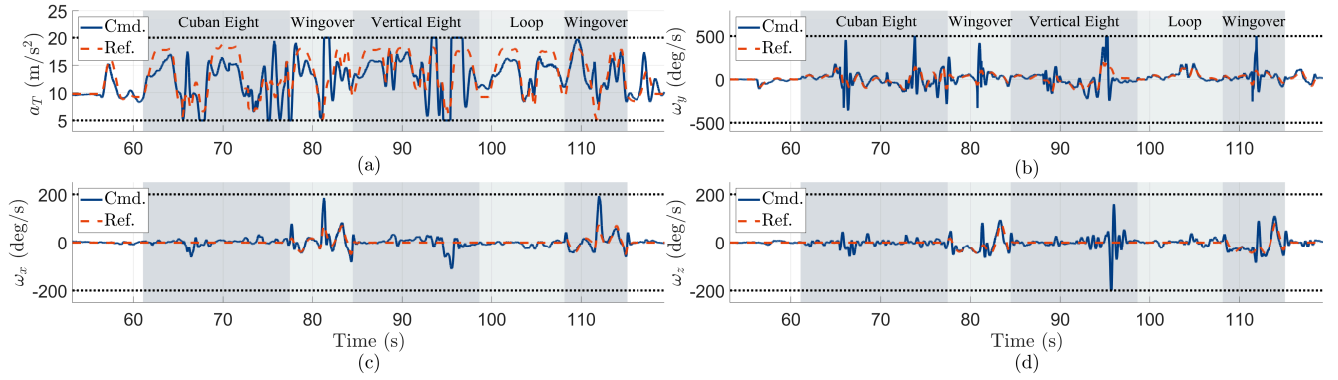 Cuban Eight Wingover Vertical Eight Loop Wingover
Cmd.
Ref.
25
20
15
10
5
a_T (m/s²)
60 70 80 90 100 110
(a)
Cuban Eight Wingover Vertical Eight Loop Wingover
Cmd.
Ref.
500
0
-500
ω_y (deg/s)
60 70 80 90 100 110
(b)
Cmd.
Ref.
200
0
-200
ω_x (deg/s)
60 70 80 90 100 110
Time (s)
(c)
Cmd.
Ref.
200
0
-200
ω_z (deg/s)
60 70 80 90 100 110
Time (s)
(d)